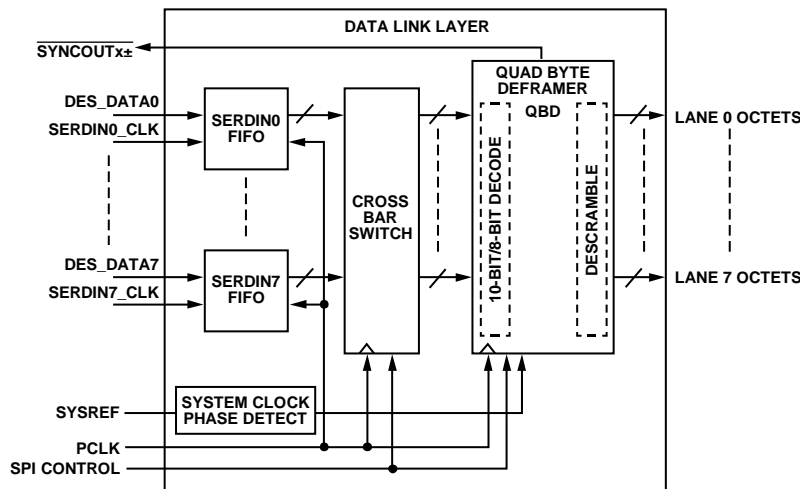 DATA LINK LAYER
SYNCOUTx±
QUAD BYTE
DEFRAMER
QBD
DES_DATA0
SERDIN0_CLK
SERDIN0
FIFO
LANE 0 OCTETS
CROSS
BAR
SWITCH
10-BIT/8-BIT DECODE
DESCRAMBLE
DES_DATA7
SERDIN7_CLK
SERDIN7
FIFO
LANE 7 OCTETS
SYSREF
SYSTEM CLOCK
PHASE DETECT
PCLK
SPI CONTROL